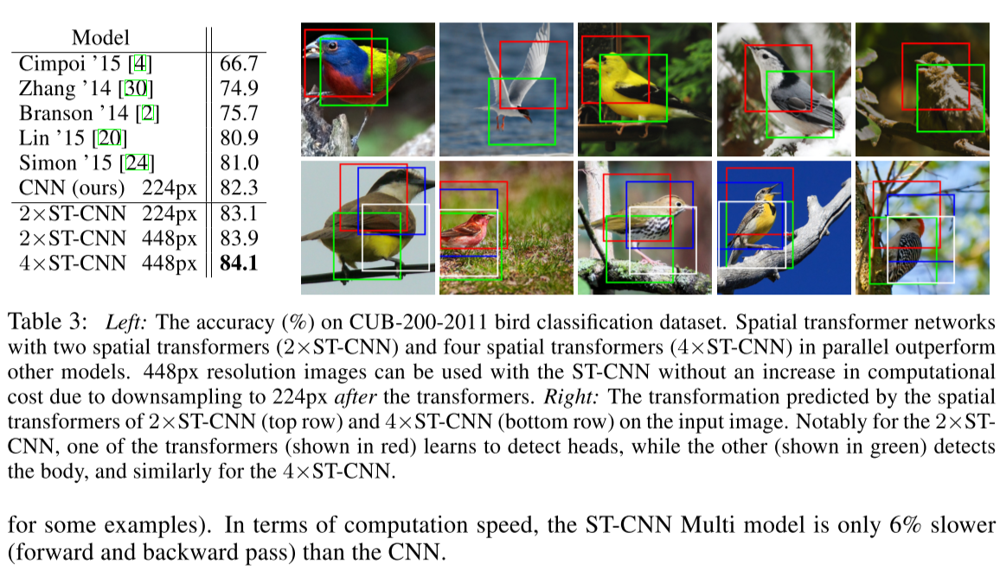 Model
Cimpoi ’15 [4] 66.7
Zhang ’14 [30] 74.9
Branson ’14 [2] 75.7
Lin ’15 [20] 80.9
Simon ’15 [24] 81.0
CNN (ours) 224px 82.3
2×ST-CNN 224px 83.1
2×ST-CNN 448px 83.9
4×ST-CNN 448px 84.1
Table 3: Left: The accuracy (%) on CUB-200-2011 bird classification dataset. Spatial transformer networks
with two spatial transformers (2×ST-CNN) and four spatial transformers (4×ST-CNN) in parallel outperform
other models. 448px resolution images can be used with the ST-CNN without an increase in computational
cost due to downsampling to 224px after the transformers. Right: The transformation predicted by the spatial
transformers of 2×ST-CNN (top row) and 4×ST-CNN (bottom row) on the input image. Notably for the 2×ST-
CNN, one of the transformers (shown in red) learns to detect heads, while the other (shown in green) detects
the body, and similarly for the 4×ST-CNN.
for some examples). In terms of computation speed, the ST-CNN Multi model is only 6% slower
(forward and backward pass) than the CNN.